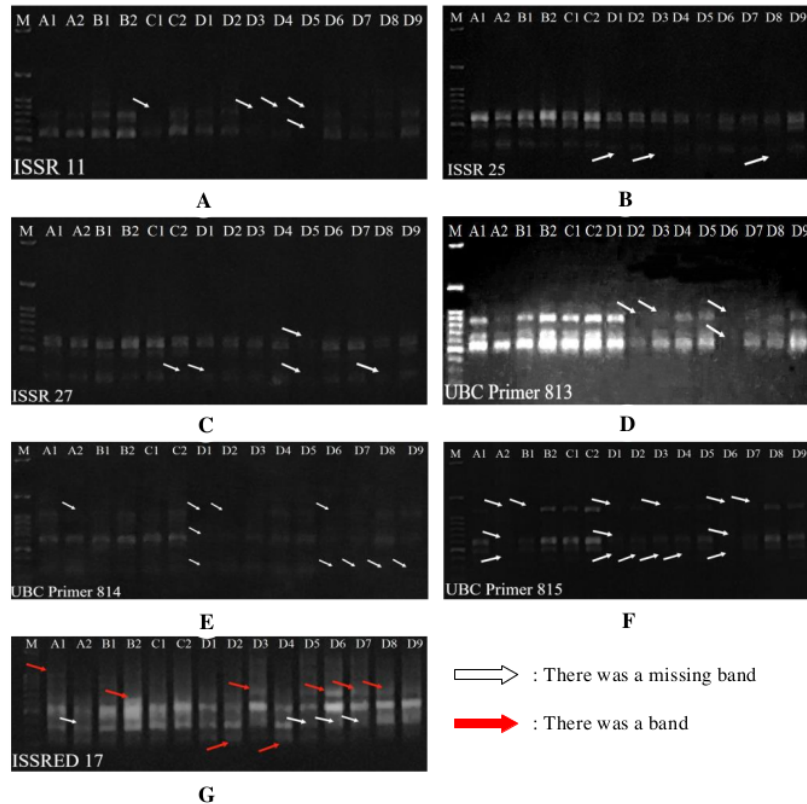 M A1 A2 B1 B2 C1 C2 D1 D2 D3 D4 D5 D6 D7 D8 D9
ISSR 11
A
M A1 A2 B1 B2 C1 C2 D1 D2 D3 D4 D5 D6 D7 D8 D9
ISSR 25
B
M A1 A2 B1 B2 C1 C2 D1 D2 D3 D4 D5 D6 D7 D8 D9
ISSR 27
C
M A1 A2 B1 B2 C1 C2 D1 D2 D3 D4 D5 D6 D7 D8 D9
UBC Primer 813
D
M A1 A2 B1 B2 C1 C2 D1 D2 D3 D4 D5 D6 D7 D8 D9
UBC Primer 814
E
M A1 A2 B1 B2 C1 C2 D1 D2 D3 D4 D5 D6 D7 D8 D9
UBC Primer 815
F
M A1 A2 B1 B2 C1 C2 D1 D2 D3 D4 D5 D6 D7 D8 D9
ISSRED 17
G
: There was a missing band
: There was a band